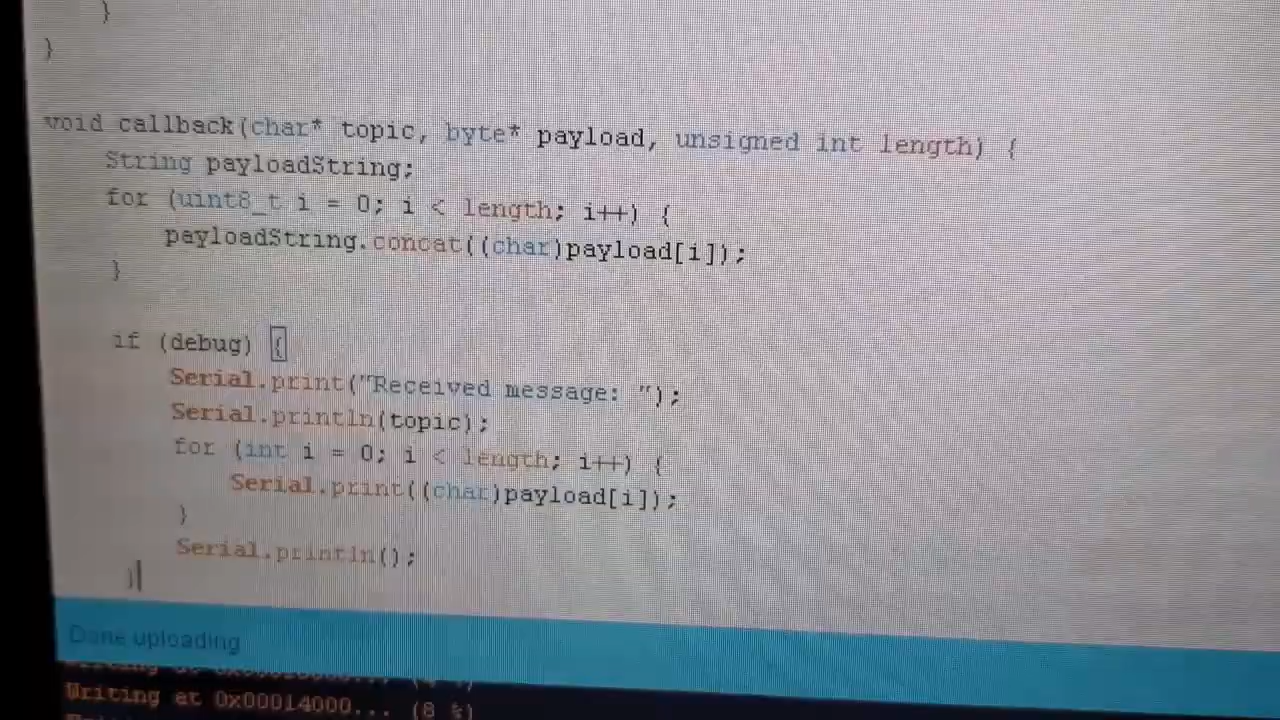 }
}
void callback(char* topic, byte* payload, unsigned int length) {
String payloadString;
for (uint8_t i = 0; i < length; i++) {
payloadString.concat((char)payload[i]);
}
if (debug) {
Serial.print("Received message: ");
Serial.println(topic);
for (int i = 0; i < length; i++) {
Serial.print((char)payload[i]);
}
Serial.println();
}
Done uploading
Writing at 0x00014000... (8 %)